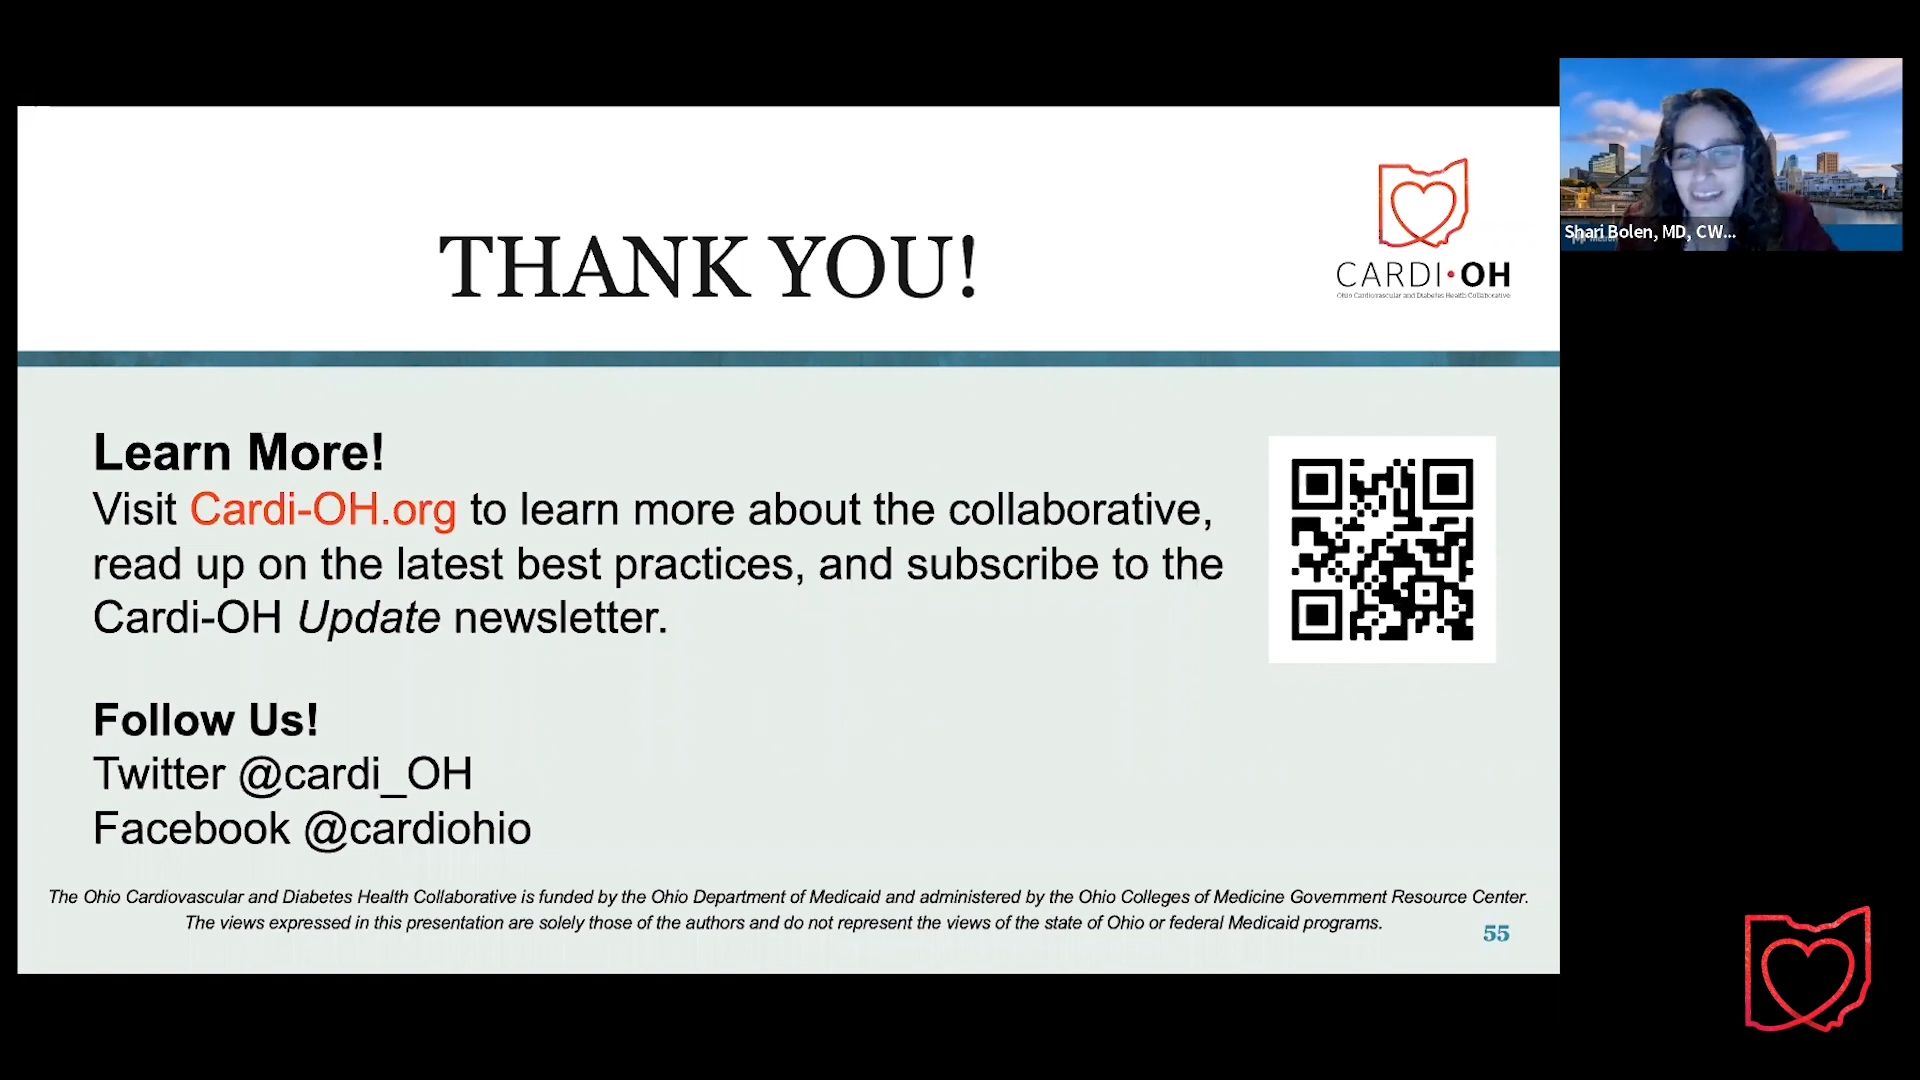 THANK YOU!
CARDI•OH
Ohio Cardiovascular and Diabetes Health Collaborative
Shari Bolen, MD, CW...
Learn More!
Visit Cardi-OH.org to learn more about the collaborative,
read up on the latest best practices, and subscribe to the
Cardi-OH Update newsletter.
Follow Us!
Twitter @cardi_OH
Facebook @cardiohio
The Ohio Cardiovascular and Diabetes Health Collaborative is funded by the Ohio Department of Medicaid and administered by the Ohio Colleges of Medicine Government Resource Center.
The views expressed in this presentation are solely those of the authors and do not represent the views of the state of Ohio or federal Medicaid programs.
55